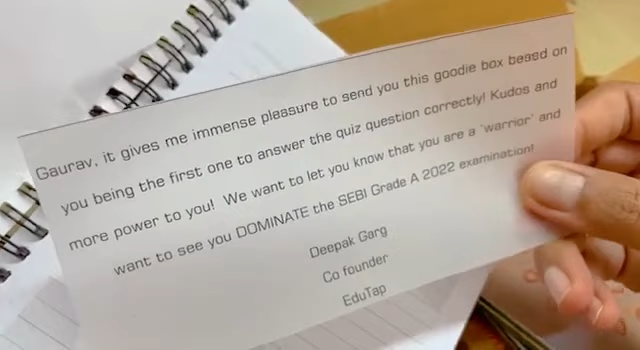 Gaurav, it gives me immense pleasure to send you this goodie box beasd on
you being the first one to answer the quiz question correctly! Kudos and
more power to you! We want to let you know that you are a 'warrior' and
want to see you DOMINATE the SEBI Grade A 2022 examination!
Deepak Garg
Co founder
EduTap